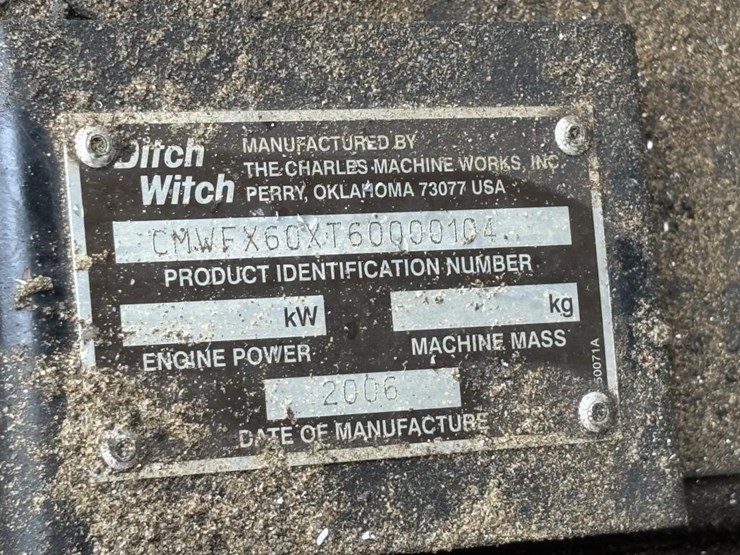 Ditch
Witch
MANUFACTURED BY
THE CHARLES MACHINE WORKS, INC.
PERRY, OKLAHOMA 73077 USA
CMWFX60XT60000104
PRODUCT IDENTIFICATION NUMBER
kW
kg
ENGINE POWER
MACHINE MASS
2006
DATE OF MANUFACTURE